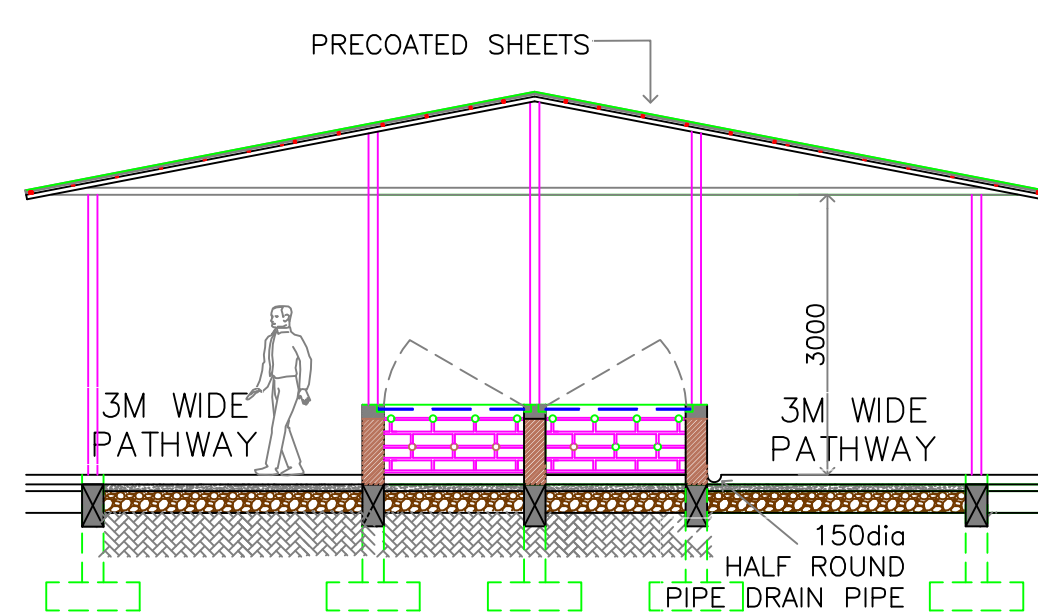 PRECOATED SHEETS
3000
3M WIDE
PATHWAY
3M WIDE
PATHWAY
150dia
HALF ROUND
PIPE DRAIN PIPE